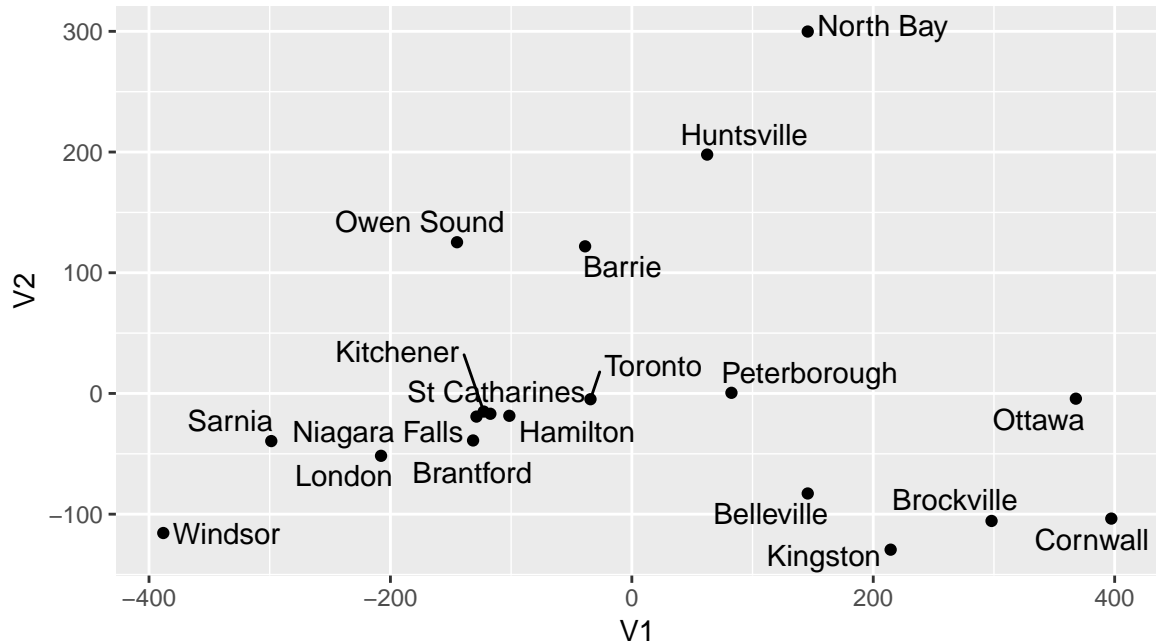 300
North Bay
Huntsville
200
Owen Sound
Barrie
100
V2
Kitchener
Toronto
Peterborough
St Catharines
0
Ottawa
Sarnia
Niagara Falls
Hamilton
London
Brantford
Brockville
−100
Belleville
Windsor
Cornwall
Kingston
−400
−200
0
200
400
V1